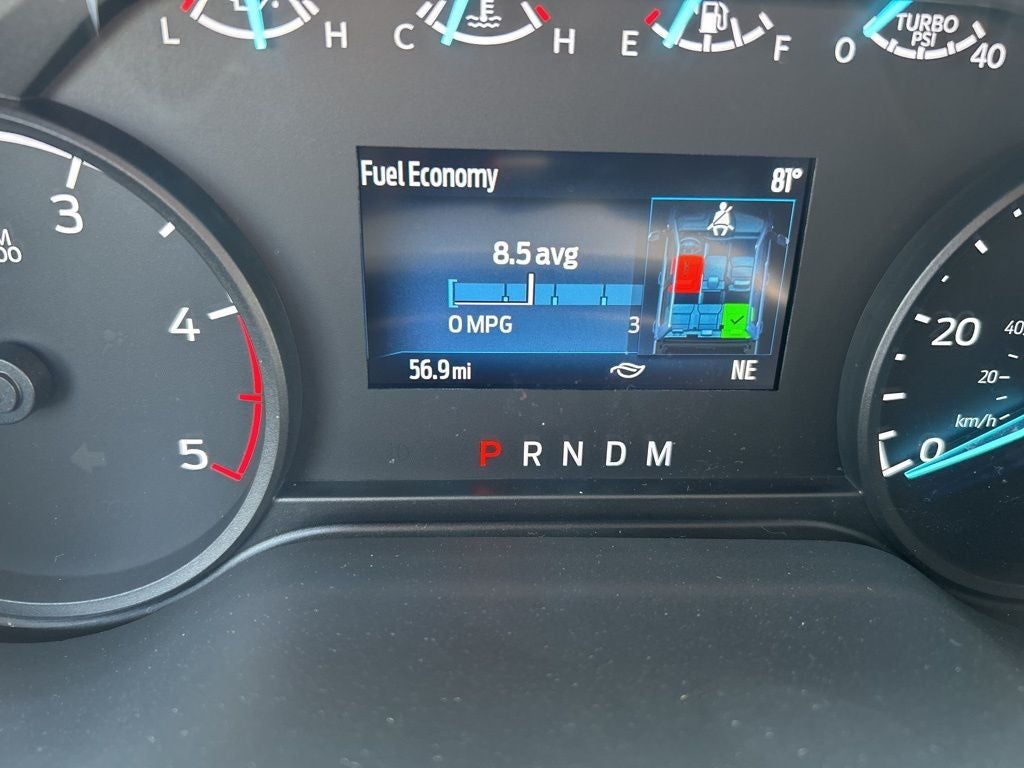 L H
C H
E F
0 TURBO PSI 40
Fuel Economy 81°
8.5 avg
0 MPG 3
56.9 mi NE
P R N D M
3
4
5
20
40
20
km/h
0